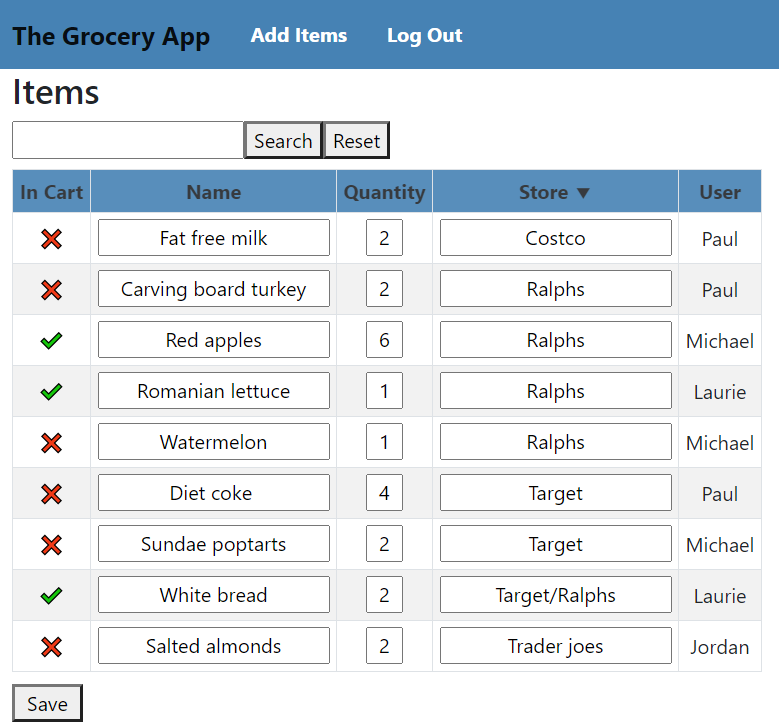 The Grocery App Add Items Log Out
Items
Search Reset
In Cart Name Quantity Store ▼ User
Fat free milk 2 Costco Paul
Carving board turkey 2 Ralphs Paul
Red apples 6 Ralphs Michael
Romanian lettuce 1 Ralphs Laurie
Watermelon 1 Ralphs Michael
Diet coke 4 Target Paul
Sundae poptarts 2 Target Michael
White bread 2 Target/Ralphs Laurie
Salted almonds 2 Trader joes Jordan
Save